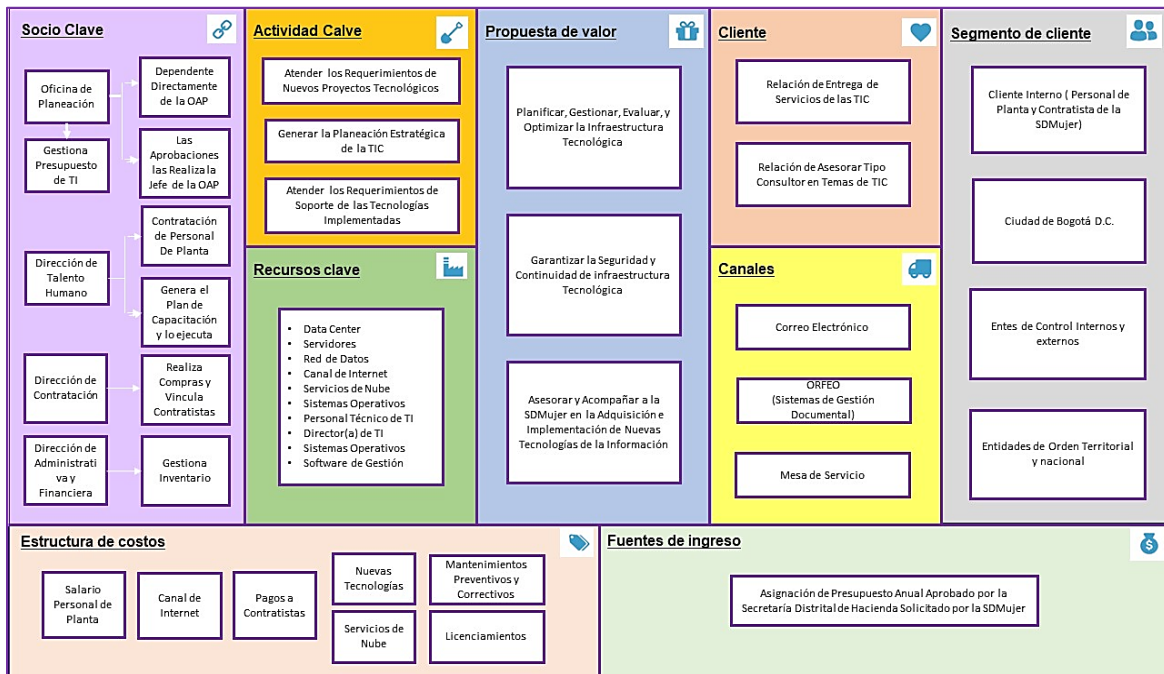 Socio Clave
Oficina de
Planeación
Dependente
Directamente
de la OAP
Gestiona
Presupuesto
de TI
Las
Aprobaciones
las Realiza la
Jefe de la OAP
Dirección de
Talento
Humano
Contratación
de Personal
De Planta
Genera el
Plan de
Capacitación
y lo ejecuta
Dirección de
Contratación
Realiza
Compras y
Vincula
Contratistas
Dirección de
Administrati
va y
Financiera
Gestiona
Inventario
Actividad Calve
Atender los Requerimientos de
Nuevos Proyectos Tecnológicos
Generar la Planeación Estratégica
de la TIC
Atender los Requerimientos de
Soporte de las Tecnologías
Implementadas
Recursos clave
• Data Center
• Servidores
• Red de Datos
• Canal de Internet
• Servicios de Nube
• Sistemas Operativos
• Personal Técnico de TI
• Director(a) de TI
• Sistemas Operativos
• Software de Gestión
Propuesta de valor
Planificar, Gestionar, Evaluar, y
Optimizar la Infraestructura
Tecnológica
Garantizar la Seguridad y
Continuidad de infraestructura
Tecnológica
Asesorar y Acompañar a la
SDMujer en la Adquisición e
Implementación de Nuevas
Tecnologías de la Información
Cliente
Relación de Entrega de
Servicios de las TIC
Relación de Asesorar Tipo
Consultor en Temas de TIC
Canales
Correo Electrónico
ORFEO
(Sistemas de Gestión
Documental)
Mesa de Servicio
Segmento de cliente
Cliente Interno ( Personal de
Planta y Contratista de la
SDMujer)
Ciudad de Bogotá D.C.
Entes de Control Internos y
externos
Entidades de Orden Territorial
y nacional
Estructura de costos
Salario
Personal de
Planta
Canal de
Internet
Pagos a
Contratistas
Nuevas
Tecnologías
Servicios de
Nube
Mantenimientos
Preventivos y
Correctivos
Licenciamientos
Fuentes de ingreso
$
Asignación de Presupuesto Anual Aprobado por la
Secretaría Distrital de Hacienda Solicitado por la SDMujer